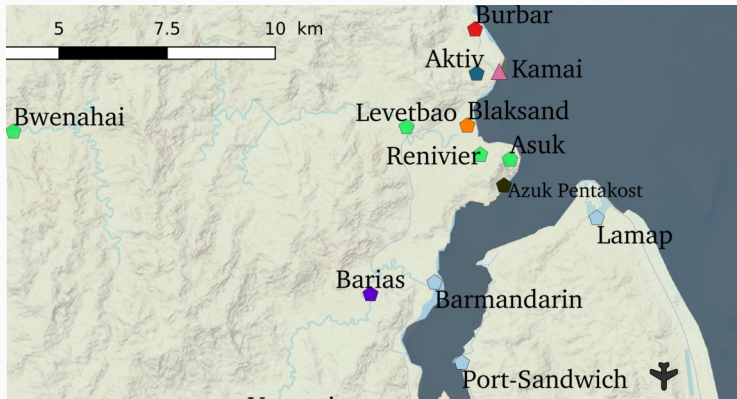 Burbar
5 7.5 10 km
Aktiv
Kamai
Bwenahai
Levetbao
Blaksand
Renivier
Asuk
Azuk Pentakost
Lamap
Barias
Barmandarin
Port-Sandwich